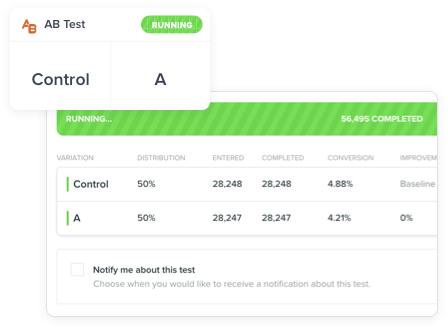 AB Test
RUNNING
Control
A
RUNNING...
56,495 COMPLETED
VARIATION DISTRIBUTION ENTERED COMPLETED CONVERSION IMPROVEM
Control 50% 28,248 28,248 4.88% Baseline
A 50% 28,247 28,247 4.21% 0%
Notify me about this test
Choose when you would like to receive a notification about this test.